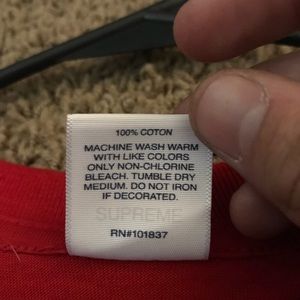 100% COTON
MACHINE WASH WARM
WITH LIKE COLORS
ONLY NON-CHLORINE
BLEACH. TUMBLE DRY
MEDIUM. DO NOT IRON
IF DECORATED.
SUPREME
RN#101837